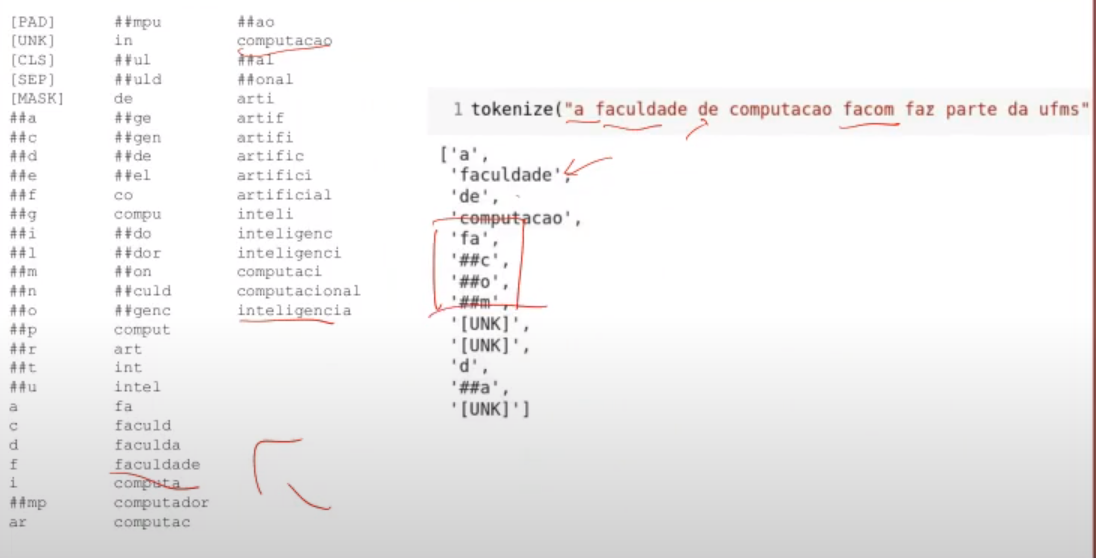 [PAD]
[UNK]
[CLS]
[SEP]
[MASK]
##a
##c
##d
##e
##f
##g
##i
##l
##m
##n
##o
##p
##r
##t
##u
a
c
d
f
i
##mp
ar
##mpu
in
##ul
##uld
de
##ge
##gen
##de
##el
co
compu
##do
##dor
##on
##culd
##genc
comput
art
int
intel
fa
faculd
faculda
faculdade
computa
computador
computac
##ao
computacao
##al
##onal
arti
artif
artifi
artific
artifici
artificial
inteli
inteligenc
inteligenci
computaci
computacional
inteligencia
1 tokenize("a faculdade de computacao facom faz parte da ufms"
['a',
'faculdade',
'de',
'computacao',
'fa',
'##c',
'##o',
'##m',
'[UNK]',
'[UNK]',
'd',
'##a',
'[UNK]']